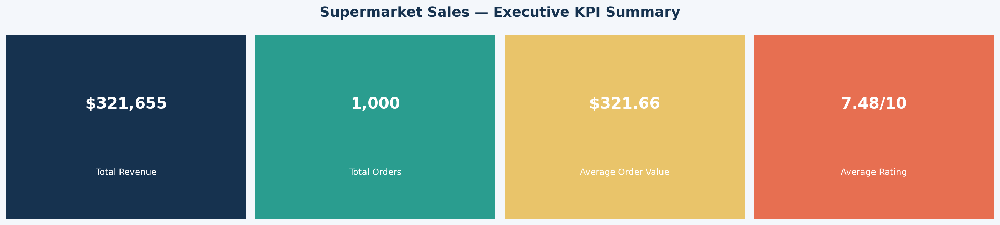 Supermarket Sales — Executive KPI Summary
$321,655
Total Revenue
1,000
Total Orders
$321.66
Average Order Value
7.48/10
Average Rating